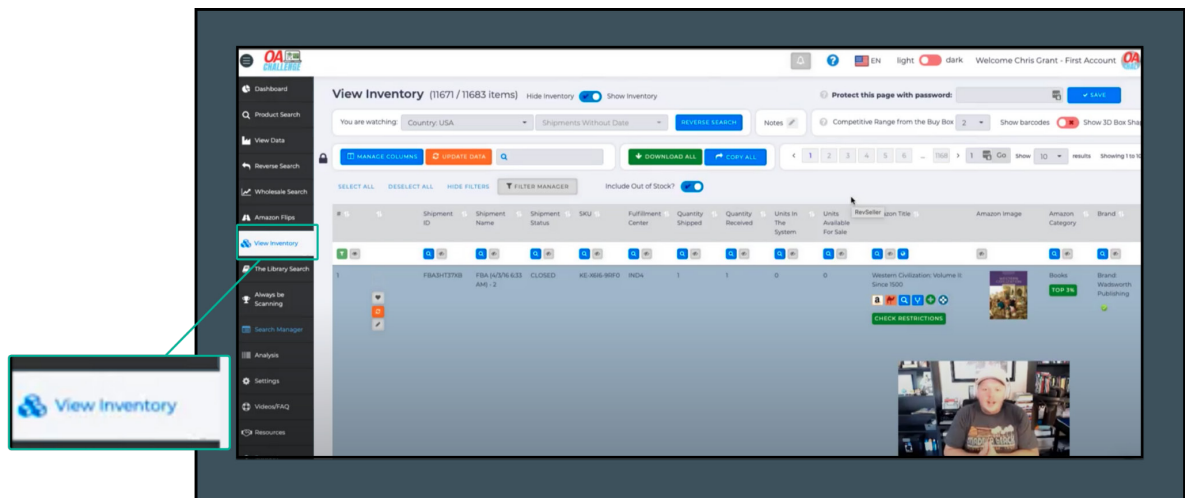 OA
CHALLENGE
EN light dark Welcome Chris Grant - First Account OA
Dashboard
Product Search
View Data
Reverse Search
Wholesale Search
Amazon Flips
View Inventory
The Library Search
Always be
Scanning
Search Manager
Analysis
Settings
Videos/FAQ
Resources
View Inventory (11671 / 11683 items) Hide Inventory Show Inventory
Protect this page with password: SAVE
You are watching: Country: USA Shipments Without Date REVERSE SEARCH Notes
Competitive Range from the Buy Box 2 Show barcodes Show 3D Box Shap
MANAGE COLUMNS UPDATE DATA DOWNLOAD ALL COPY ALL
1 2 3 4 5 6 ... 1168 1 Go Show 10 results Showing 1 to 10
SELECT ALL DESELECT ALL HIDE FILTERS FILTER MANAGER Include Out of Stock?
# Shipment ID Shipment Name Shipment Status SKU Fulfillment Center Quantity Shipped Quantity Received Units In The System Units Available For Sale RevSeller zon Title Amazon Image Amazon Category Brand
1 FBA (4/3/16 6:33 AM) - 2 CLOSED IND4 1 1 0 0
Western Civilization: Volume II:
Since 1500
CHECK RESTRICTIONS
Books
TOP 3%
Brand:
Wadsworth
Publishing
View Inventory